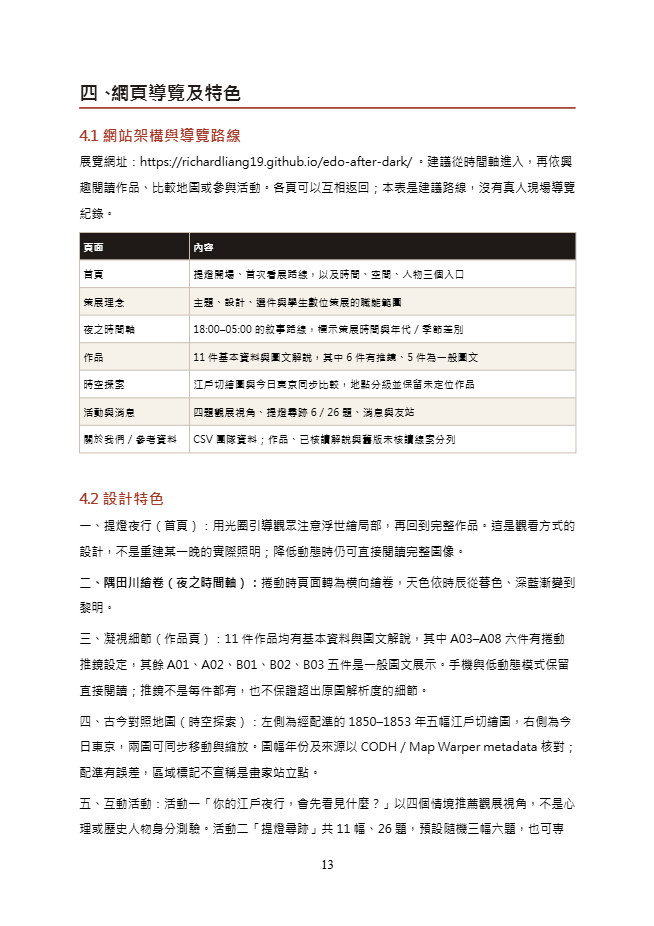 四、網頁導覽及特色
4.1 網站架構與導覽路線
展覽網址：https://richardliang19.github.io/edo-after-dark/ 。建議從時間軸進入，再依興
趣閱讀作品、比較地圖或參與活動。各頁可以互相返回；本表是建議路線，沒有真人現場導覽
紀錄。
頁面 內容
首頁 提燈開場、首次看展路線，以及時間、空間、人物三個入口
策展理念 主題、設計、選件與學生數位策展的職能範圍
夜之時間軸 18:00–05:00 的敘事路線，標示策展時間與年代 / 季節差別
作品 11 件基本資料與圖文解說，其中 6 件有推鏡、5 件為一般圖文
時空探索 江戶切繪圖與今日東京同步比較，地點分級並保留未定位作品
活動與消息 四題觀展視角、提燈尋跡 6 / 26 題、消息與友站
關於我們 / 參考資料 CSV 團隊資料；作品、已核讀解說與舊版未核讀線索分列
4.2 設計特色
一、提燈夜行（首頁）：用光圈引導觀眾注意浮世繪局部，再回到完整作品。這是觀看方式的
設計，不是重建某一晚的實際照明；降低動態時仍可直接閱讀完整圖像。
二、隅田川繪卷（夜之時間軸）：捲動時頁面轉為橫向繪卷，天色依時辰從暮色、深藍漸變到
黎明。
三、凝視細節（作品頁）：11 件作品均有基本資料與圖文解說，其中 A03–A08 六件有捲動
推鏡設定，其餘 A01、A02、B01、B02、B03 五件是一般圖文展示。手機與低動態模式保留
直接閱讀；推鏡不是每件都有，也不保證超出原圖解析度的細節。
四、古今對照地圖（時空探索）：左側為經配準的 1850–1853 年五幅江戶切繪圖，右側為今
日東京，兩圖可同步移動與縮放。圖幅年份及來源以 CODH / Map Warper metadata 核對；
配準有誤差，區域標記不宣稱是畫家站立點。
五、互動活動：活動一「你的江戶夜行，會先看見什麼？」以四個情境推薦觀展視角，不是心
理或歷史人物身分測驗。活動二「提燈尋跡」共 11 幅、26 題，預設隨機三幅六題，也可專
13